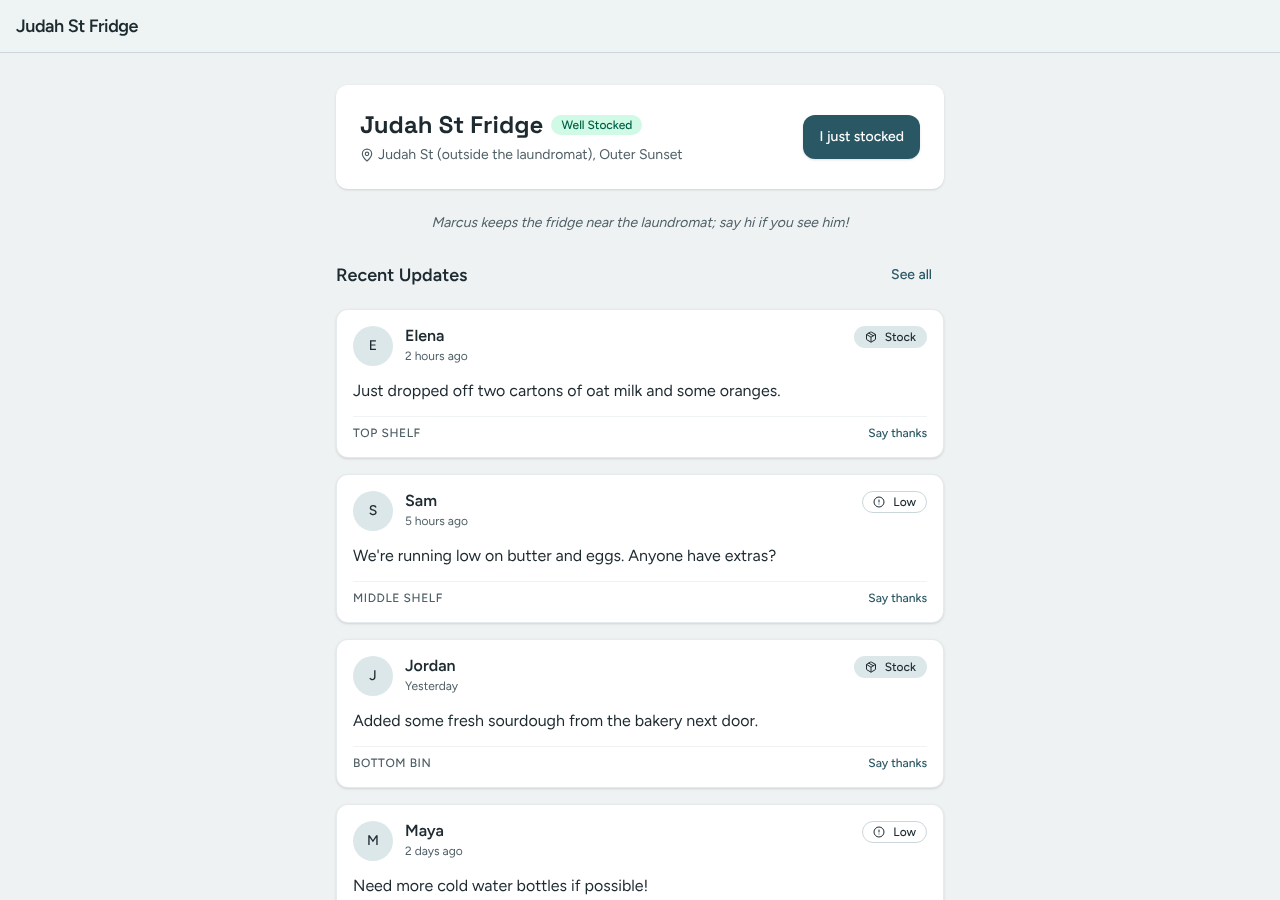 Judah St Fridge
Judah St Fridge
Well Stocked
Judah St (outside the laundromat), Outer Sunset
I just stocked
Marcus keeps the fridge near the laundromat; say hi if you see him!
Recent Updates
See all
E
Elena
2 hours ago
Stock
Just dropped off two cartons of oat milk and some oranges.
TOP SHELF
Say thanks
S
Sam
5 hours ago
Low
We're running low on butter and eggs. Anyone have extras?
MIDDLE SHELF
Say thanks
J
Jordan
Yesterday
Stock
Added some fresh sourdough from the bakery next door.
BOTTOM BIN
Say thanks
M
Maya
2 days ago
Low
Need more cold water bottles if possible!